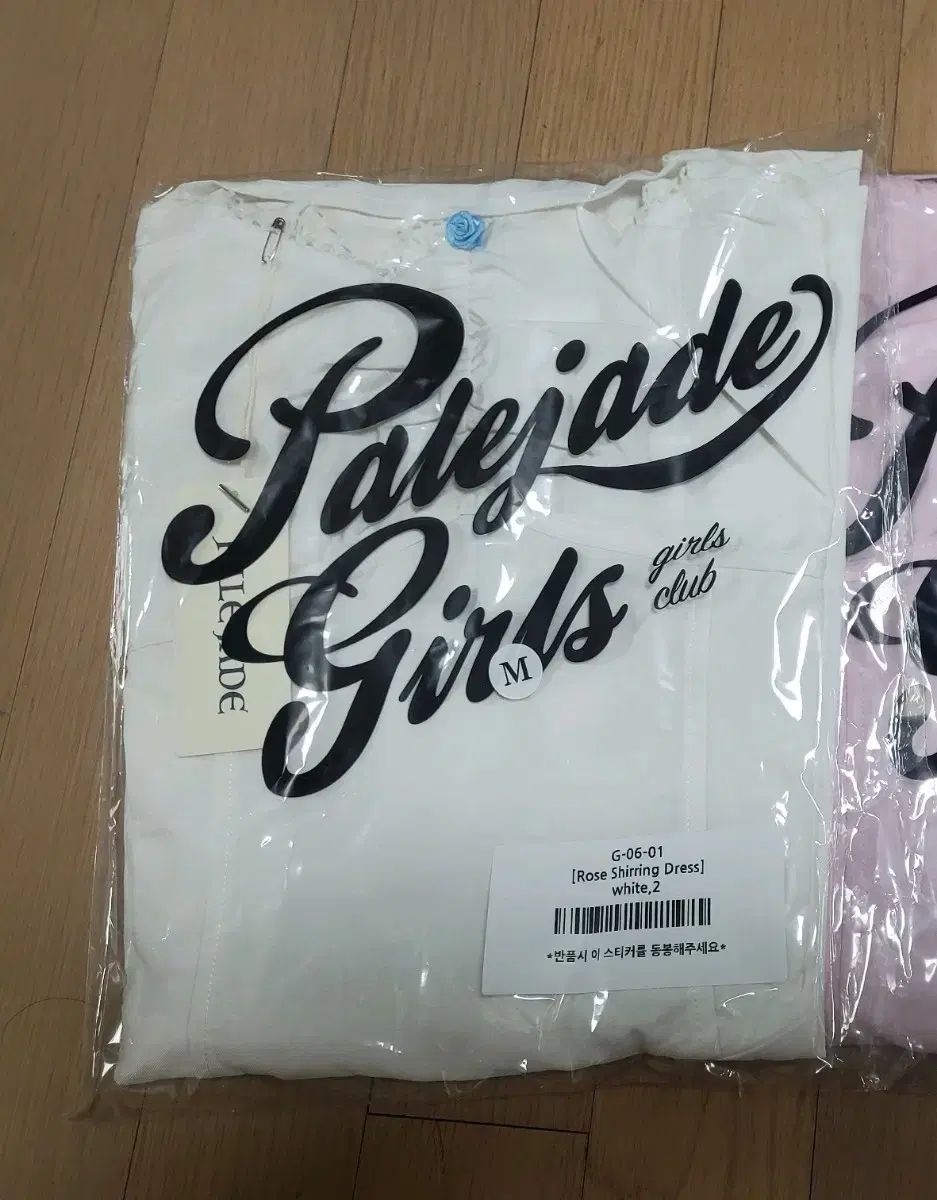 Palejade
Girls
girls
club
M
G-06-01
[Rose Shirring Dress]
white,2
*반품시 이 스티커를 동봉해주세요*